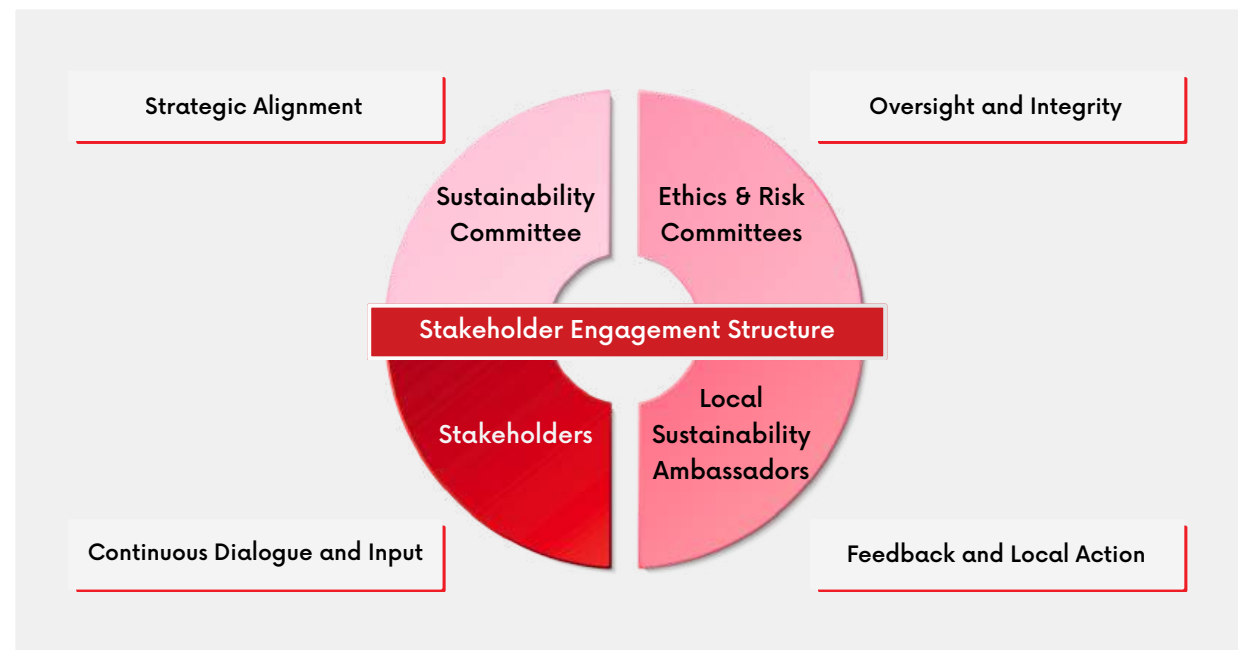 Strategic Alignment
Oversight and Integrity
Sustainability
Committee
Ethics & Risk
Committees
Stakeholder Engagement Structure
Stakeholders
Local
Sustainability
Ambassadors
Continuous Dialogue and Input
Feedback and Local Action